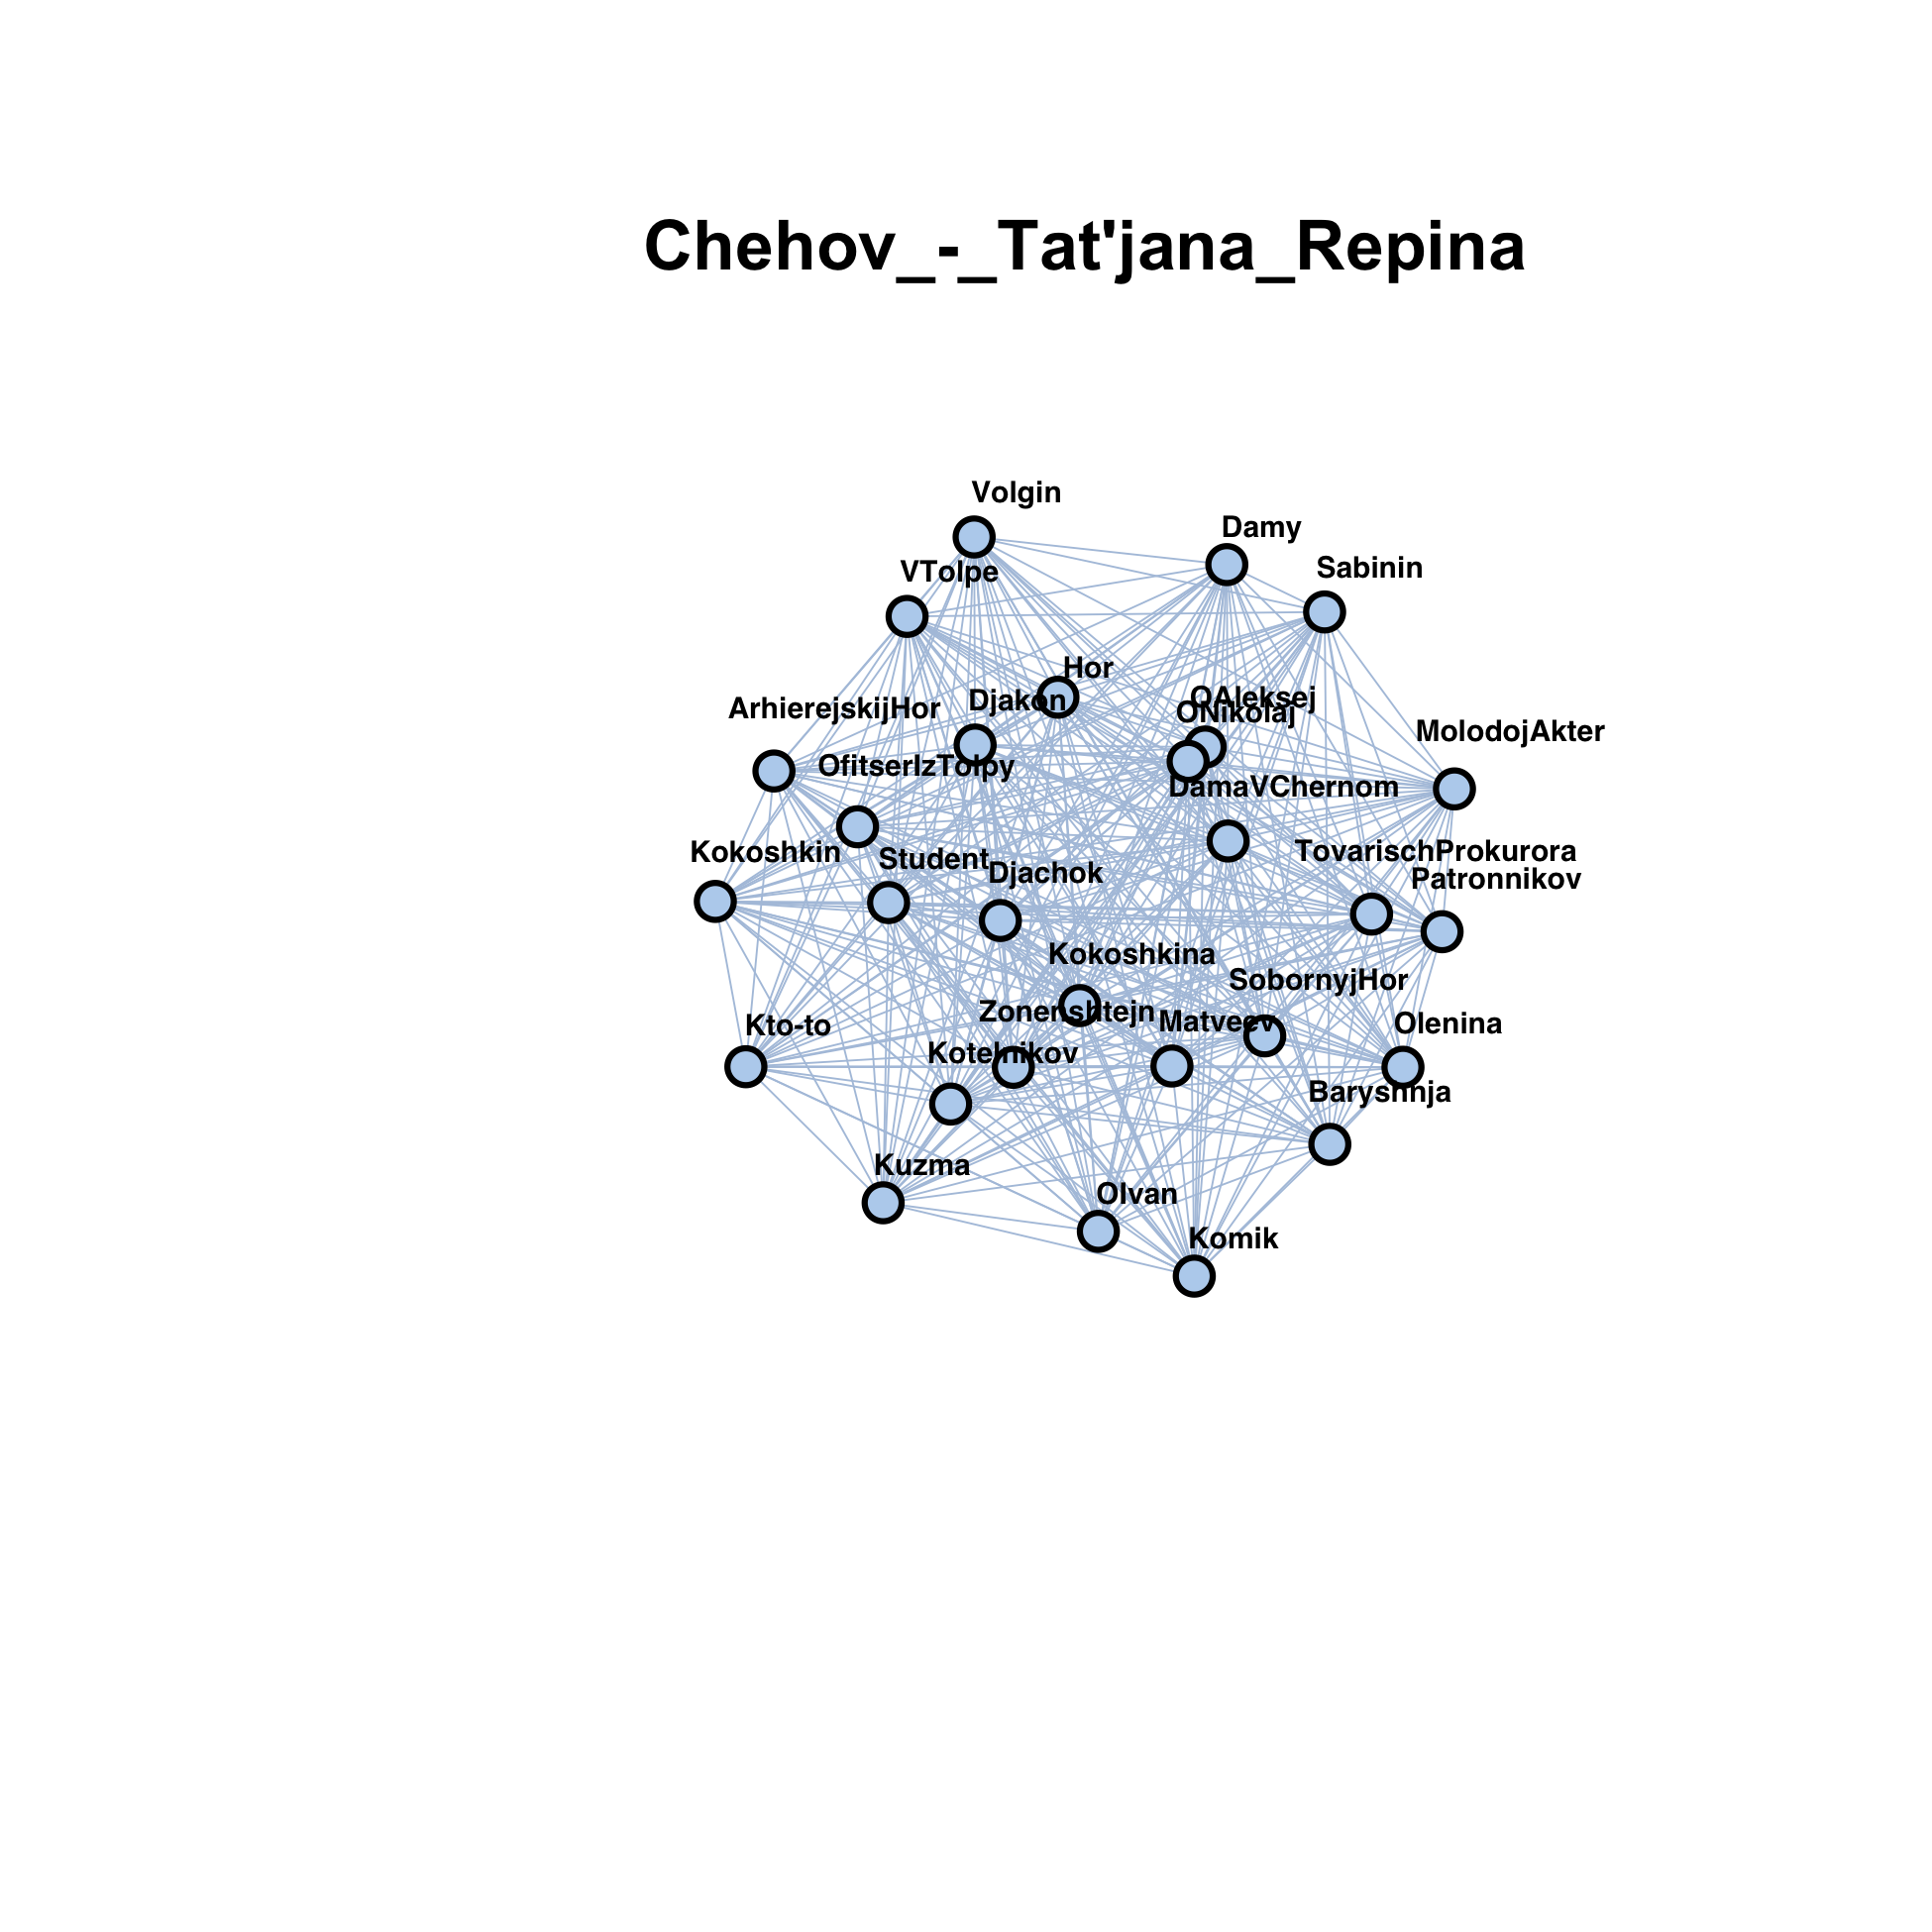 Chehov_-_Tat'jana_Repina
Volgin
Damy
VTolpe
Sabinin
Hor
OAleksej
Djakon
ArhierejskijHor
ONikolaj
MolodojAkter
OfitserIzTolpy
DamaVChernom
Kokoshkin
TovarischProkurora
Student
Djachok
Patronnikov
Kokoshkina
SobornyjHor
Zonenshtejn
Matveev
Olenina
Kto-to
Kotelnikov
Baryshnja
Kuzma
OIvan
Komik